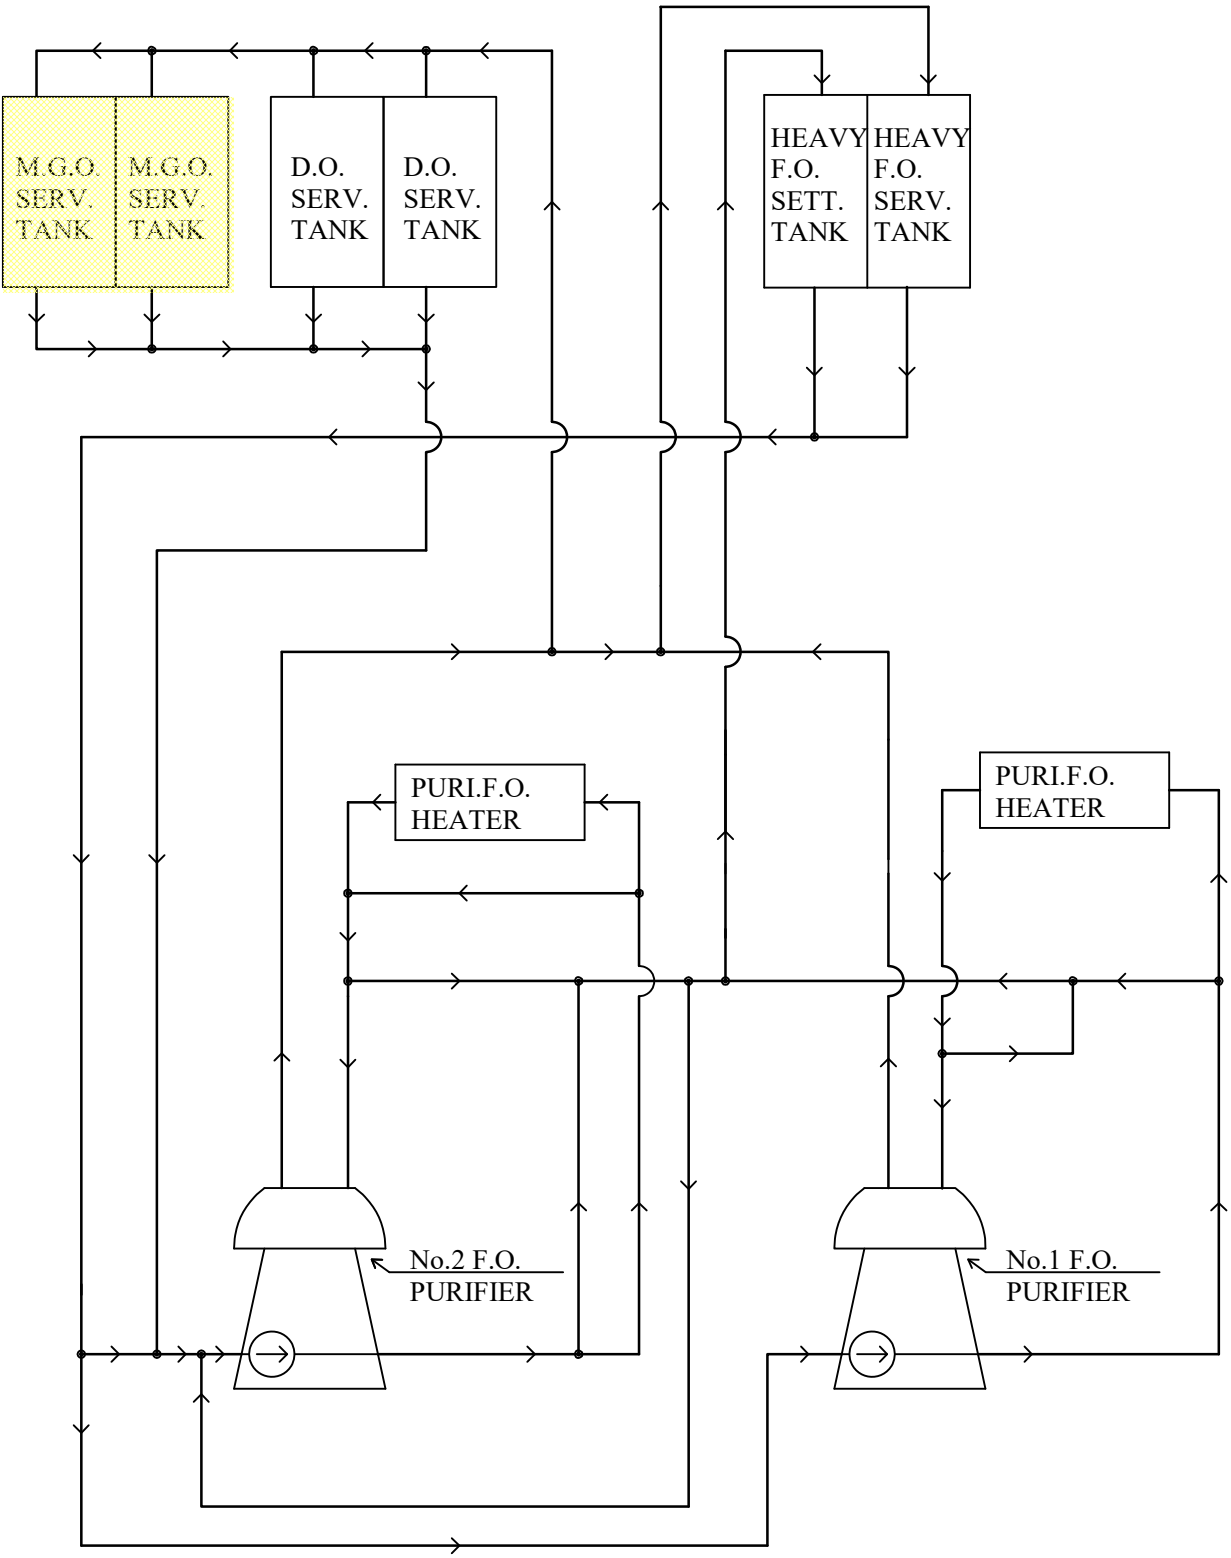 M.G.O.
SERV.
TANK
M.G.O.
SERV.
TANK
D.O.
SERV.
TANK
D.O.
SERV.
TANK
HEAVY
F.O.
SETT.
TANK
HEAVY
F.O.
SERV.
TANK
PURI.F.O.
HEATER
PURI.F.O.
HEATER
No.2 F.O.
PURIFIER
No.1 F.O.
PURIFIER